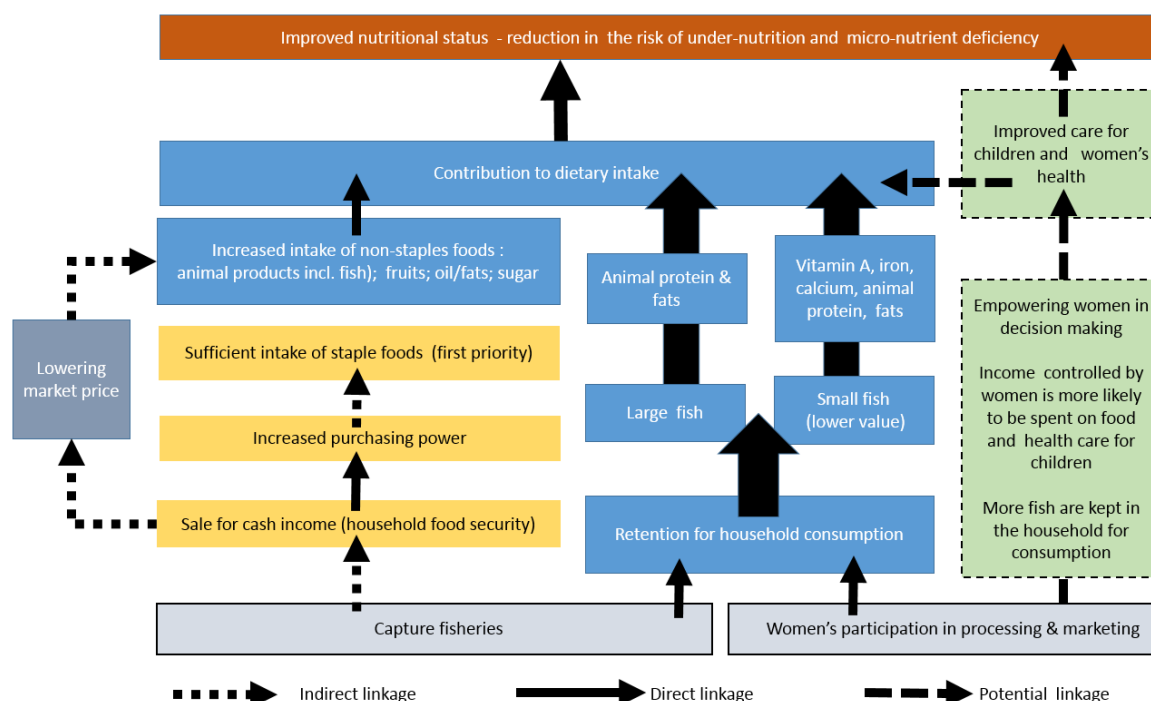 Improved nutritional status - reduction in the risk of under-nutrition and micro-nutrient deficiency
Improved care for
children and women's
health
Contribution to dietary intake
Increased intake of non-staples foods :
animal products incl. fish); fruits; oil/fats; sugar
Animal protein &
fats
Vitamin A, iron,
calcium, animal
protein, fats
Empowering women in
decision making
Income controlled by
women is more likely
to be spent on food
and health care for
children
More fish are kept in
the household for
consumption
Lowering
market price
Sufficient intake of staple foods (first priority)
Large fish
Small fish
(lower value)
Increased purchasing power
Sale for cash income (household food security)
Retention for household consumption
Capture fisheries
Women's participation in processing & marketing
Indirect linkage
Direct linkage
Potential linkage